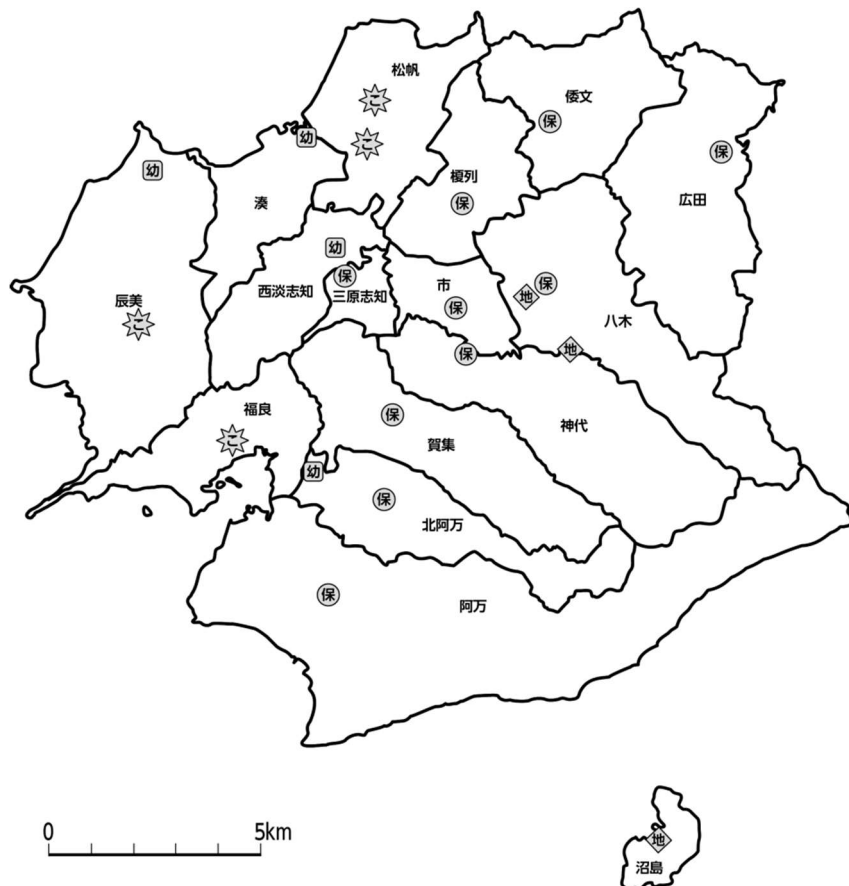 松帆
こ
こ
倭文
保
幼
保
幼
榎列
保
広田
湊
幼
保
西淡志知
三原志知
市
保
地
保
辰美
こ
八木
保
地
福良
こ
保
賀集
神代
幼
保
北阿万
保
阿万
0 5km
地
沼島